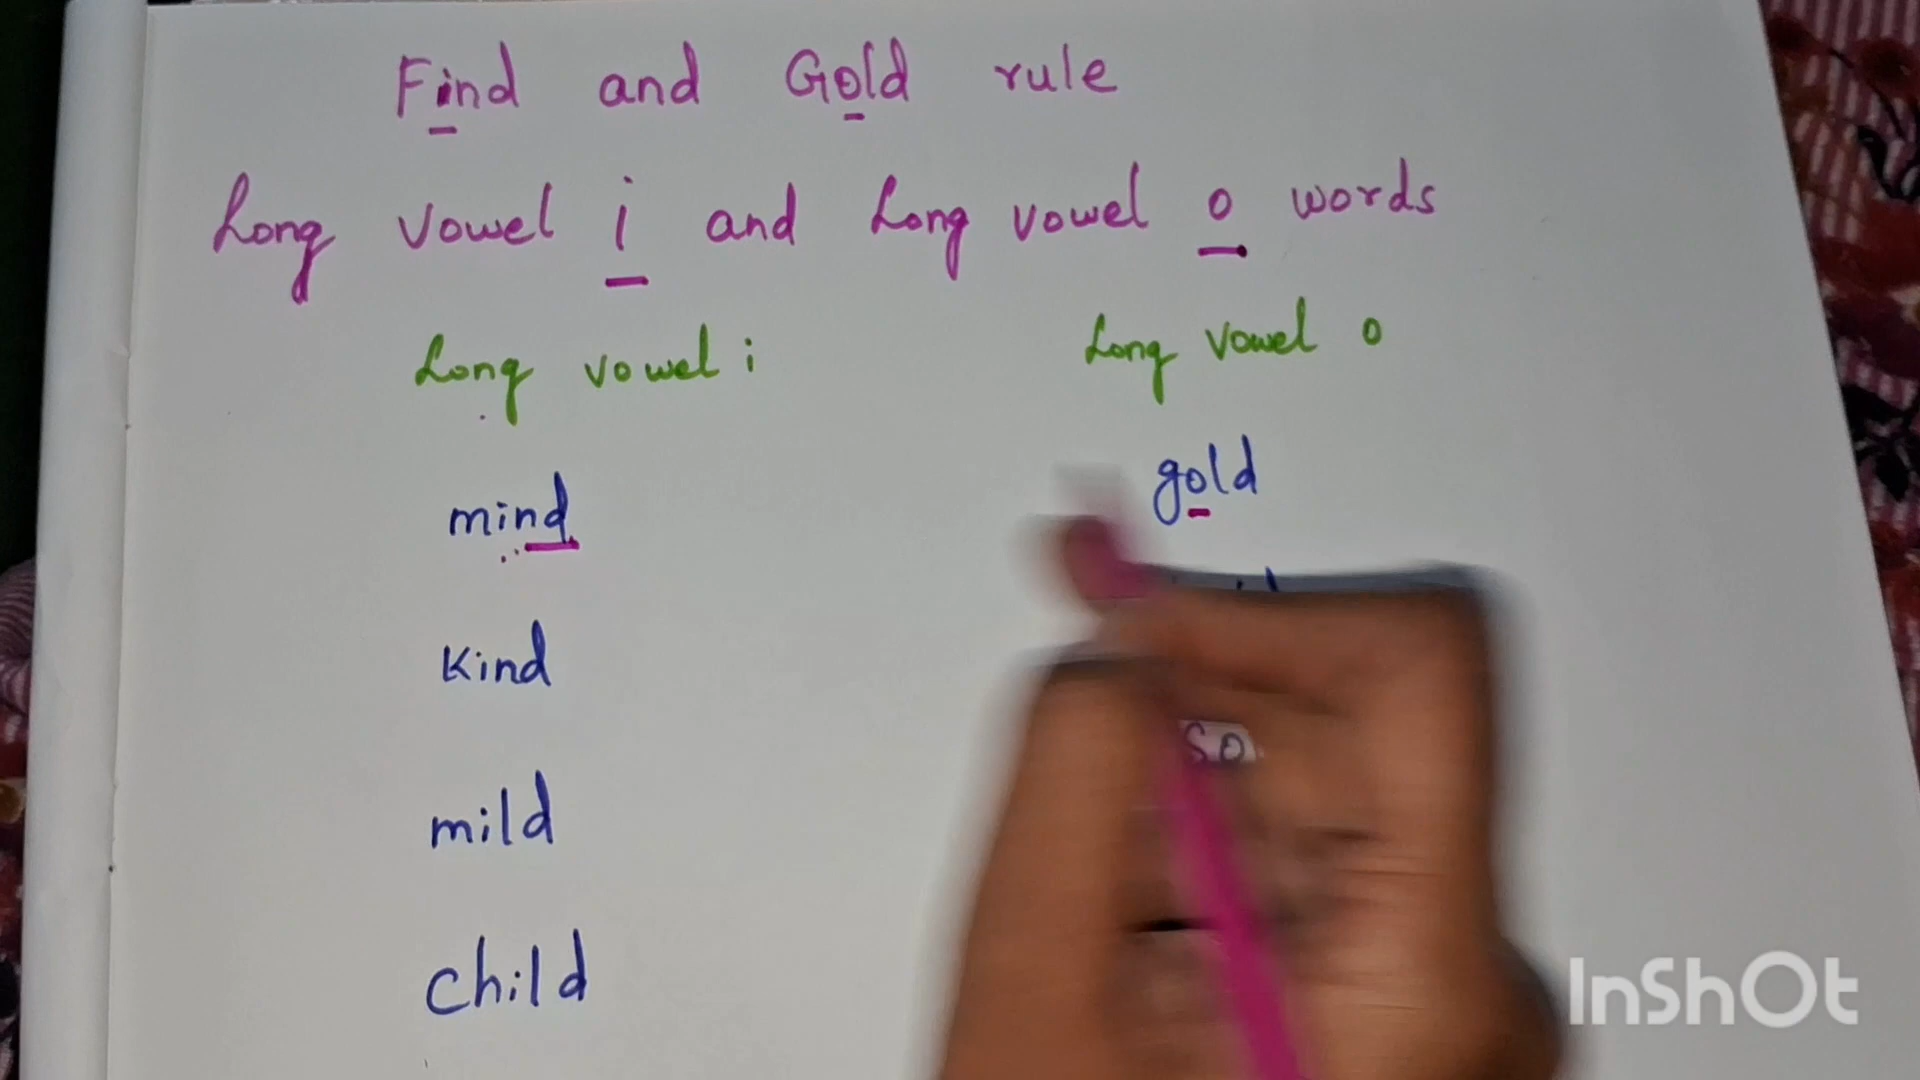 Find and Gold rule
Long vowel i and Long vowel o words
Long vowel i
Long vowel o
mind
gold
Kind
so
mild
child
InShOt